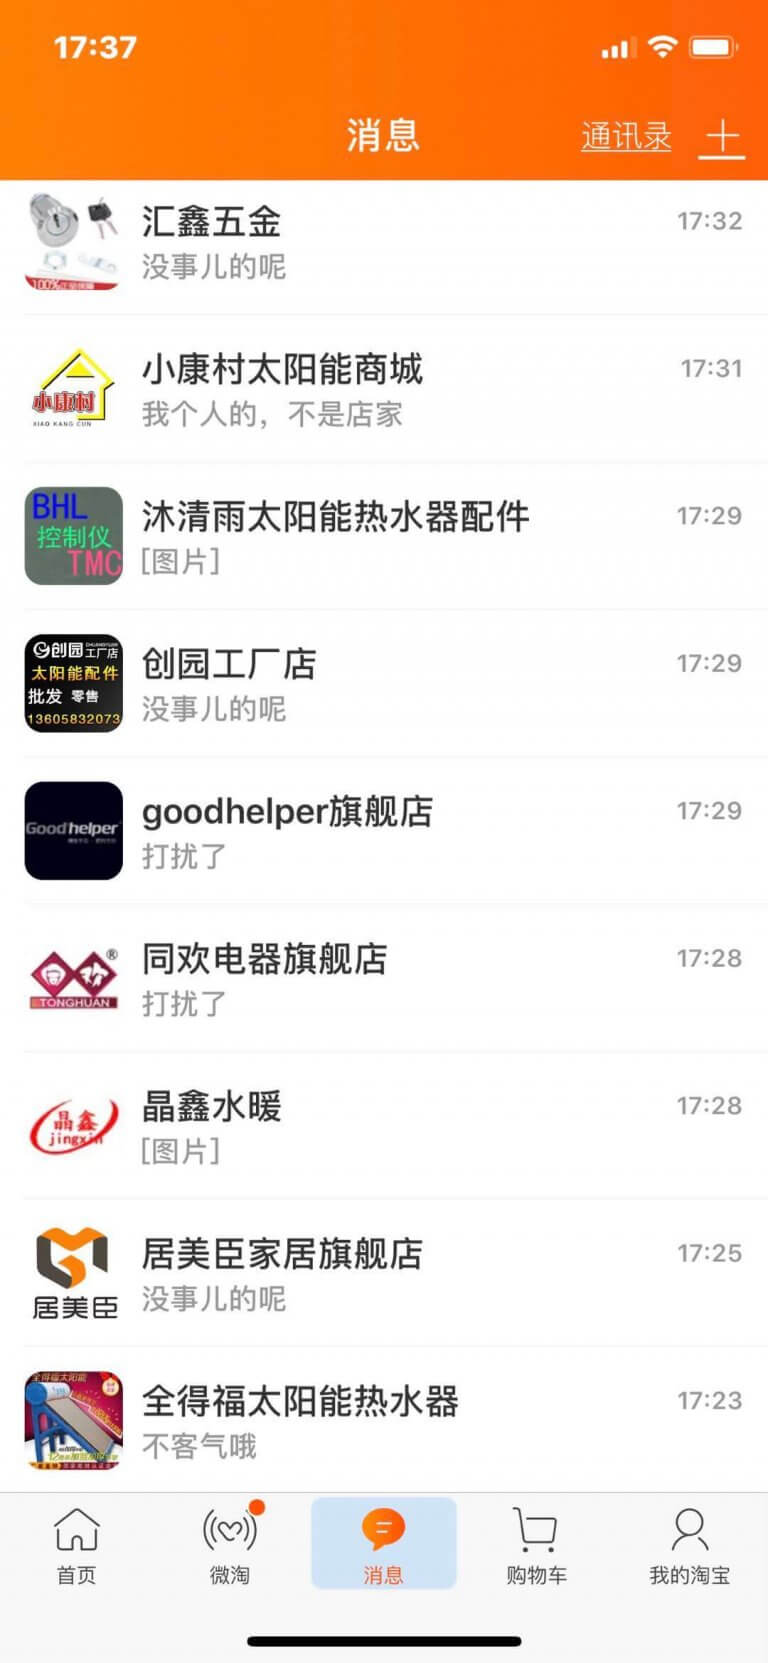 17:37
消息
通讯录
汇鑫五金
17:32
没事儿的呢
小康村太阳能商城
17:31
小康村
XIAO KANG CUN
我个人的，不是店家
BHL
控制仪
TMC
沐清雨太阳能热水器配件
17:29
[图片]
创园
工厂店
太阳能配件
批发 零售
13605832073
创园工厂店
17:29
没事儿的呢
Goodhelper
goodhelper旗舰店
17:29
打扰了
同欢电器旗舰店
17:28
TONGHUAN
打扰了
晶鑫
jingxin
晶鑫水暖
17:28
[图片]
居美臣
居美臣家居旗舰店
17:25
没事儿的呢
全得福太阳能
全得福太阳能热水器
17:23
不客气哦
首页
微淘
消息
购物车
我的淘宝